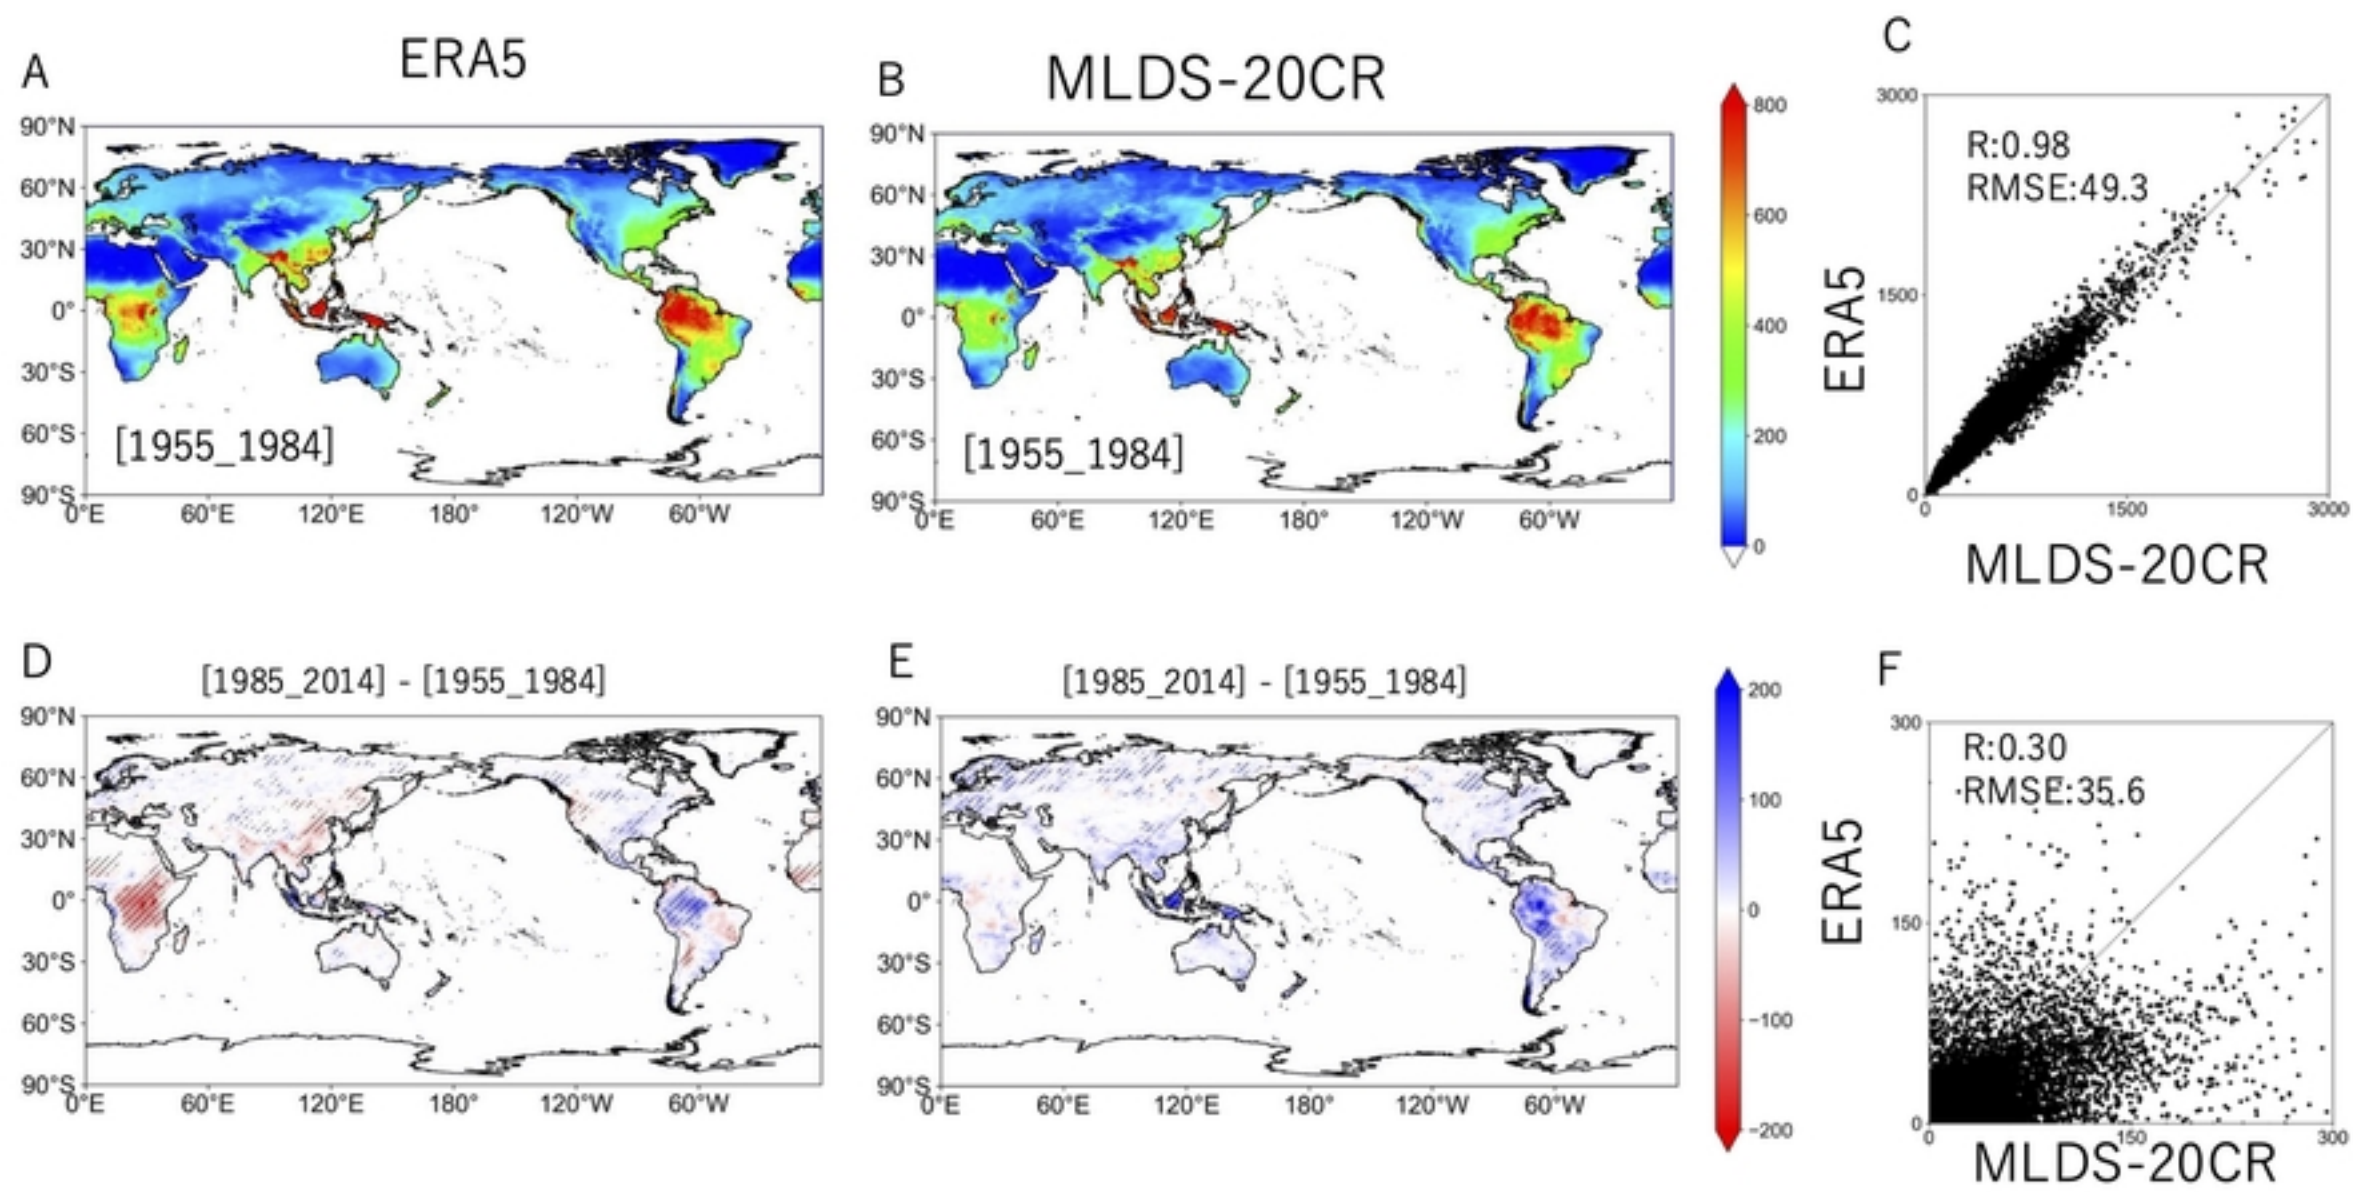 A
ERA5
90°N
60°N
30°N
0°
30°S
60°S
90°S
[1955_1984]
0°E 60°E 120°E 180° 120°W 60°W
B
MLDS-20CR
90°N
60°N
30°N
0°
30°S
60°S
90°S
[1955_1984]
0°E 60°E 120°E 180° 120°W 60°W
800
600
400
200
0
C
3000
1500
0
R:0.98
RMSE:49.3
ERA5
0 1500 3000
MLDS-20CR
D
[1985_2014] - [1955_1984]
90°N
60°N
30°N
0°
30°S
60°S
90°S
0°E 60°E 120°E 180° 120°W 60°W
E
[1985_2014] - [1955_1984]
90°N
60°N
30°N
0°
30°S
60°S
90°S
0°E 60°E 120°E 180° 120°W 60°W
200
100
0
−100
−200
F
300
150
0
R:0.30
RMSE:35.6
ERA5
0 150 300
MLDS-20CR